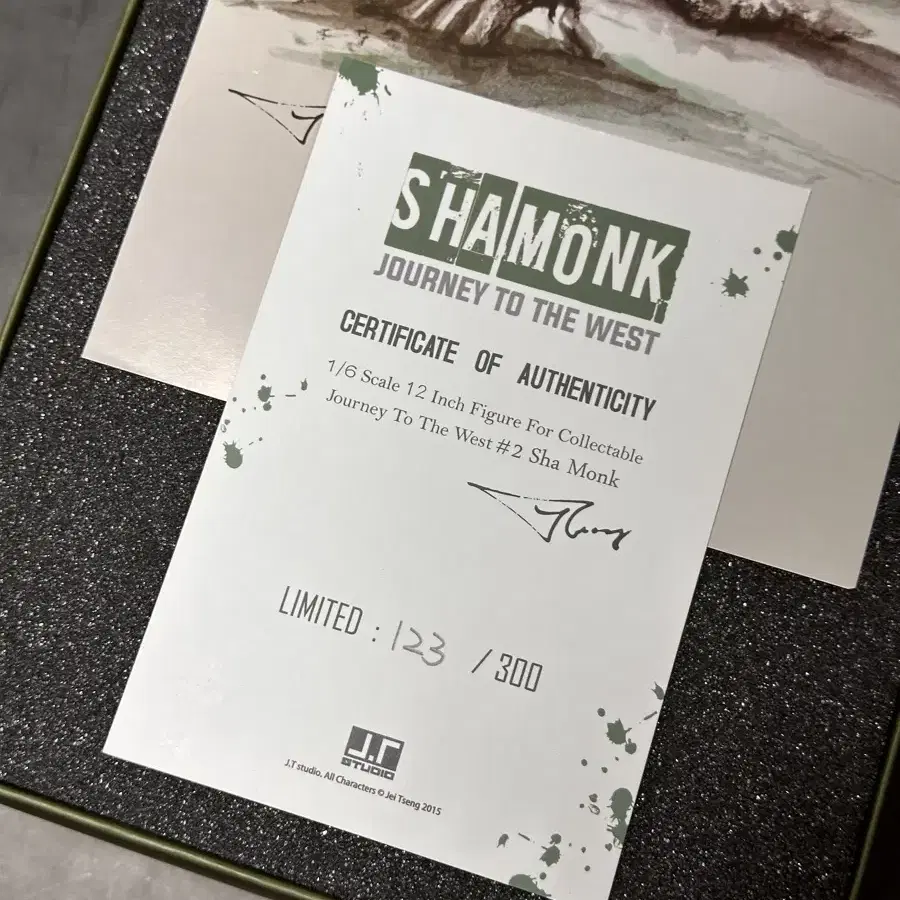 SHAMONK
JOURNEY TO THE WEST
CERTIFICATE OF AUTHENTICITY
1/6 Scale 12 Inch Figure For Collectable
Journey To The West #2 Sha Monk
LIMITED : 123 / 300
J.T
STUDIO
J.T studio. All Characters © Jei Tseng 2015